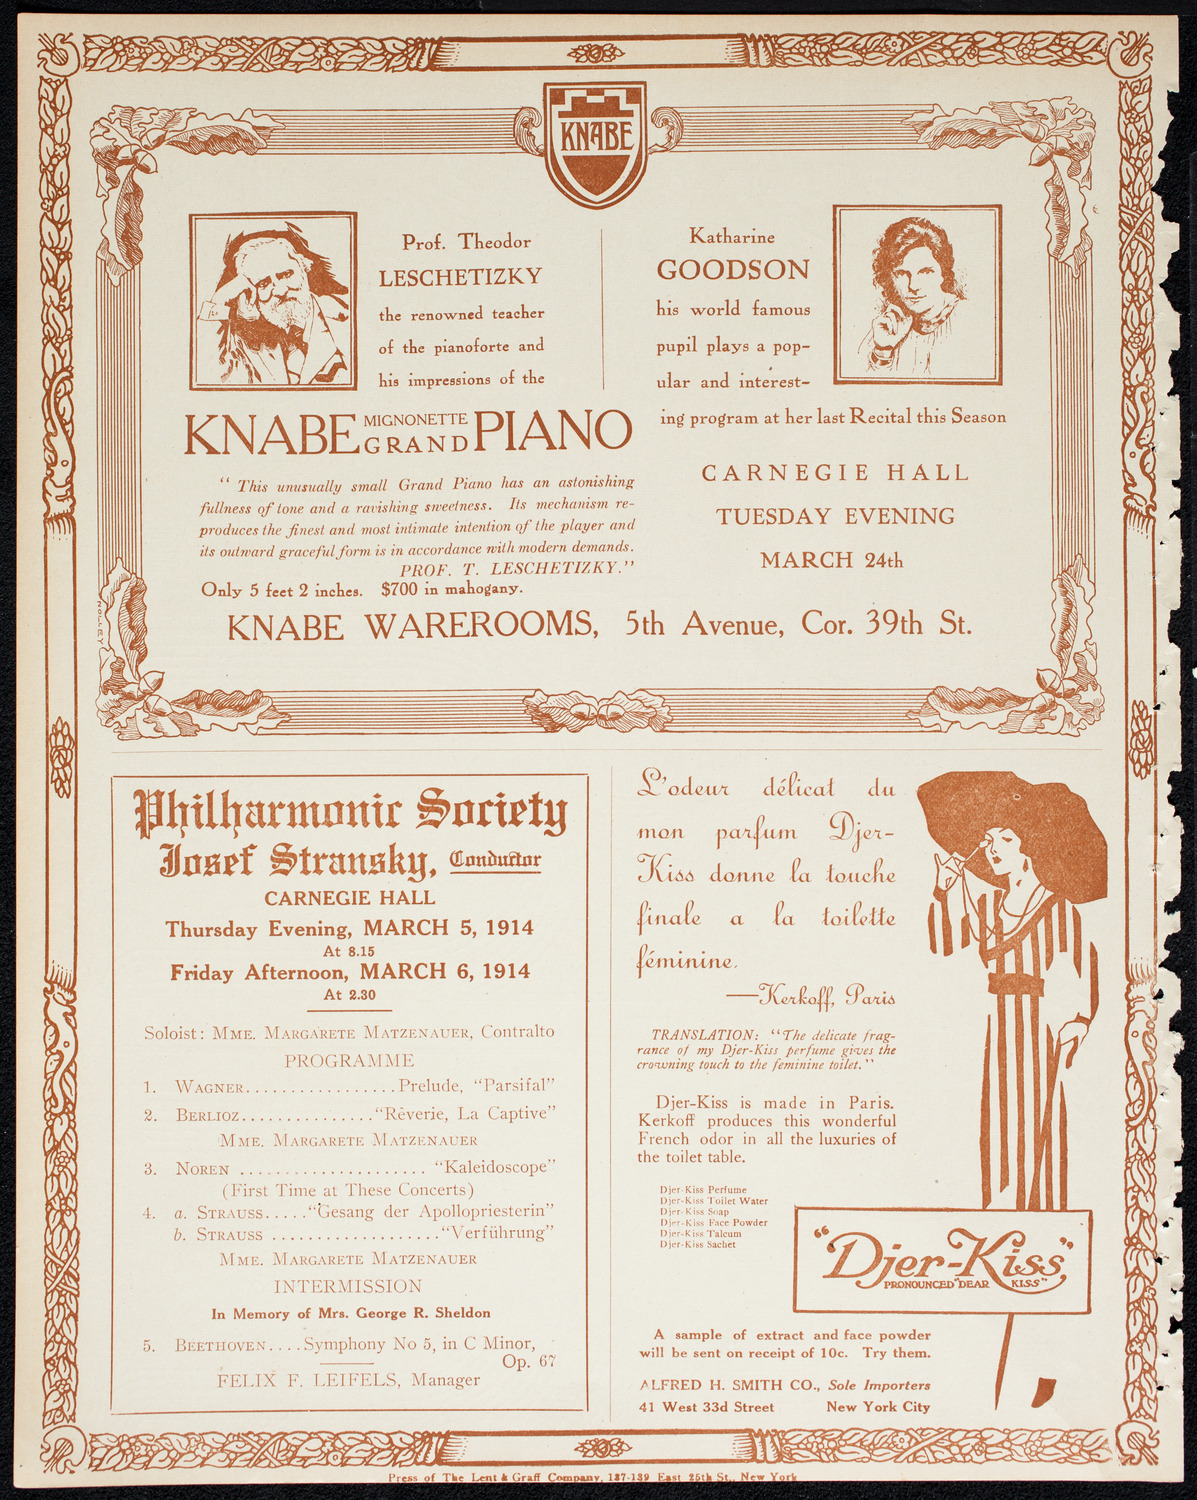 KNABE
Prof. Theodor
LESCHETIZKY
the renowned teacher
of the pianoforte and
his impressions of the
KNABE MIGNONETTE GRAND PIANO
“ This unusually small Grand Piano has an astonishing
fullness of tone and a ravishing sweetness. Its mechanism re-
produces the finest and most intimate intention of the player and
its outward graceful form is in accordance with modern demands.
PROF. T. LESCHETIZKY.”
Only 5 feet 2 inches. $700 in mahogany.
Katharine
GOODSON
his world famous
pupil plays a pop-
ular and interest-
ing program at her last Recital this Season
CARNEGIE HALL
TUESDAY EVENING
MARCH 24th
KNABE WAREROOMS, 5th Avenue, Cor. 39th St.
Philharmonic Society
Josef Stransky, Conductor
CARNEGIE HALL
Thursday Evening, MARCH 5, 1914
At 8.15
Friday Afternoon, MARCH 6, 1914
At 2.30
Soloist: MME. MARGARETE MATZENAUER, Contralto
PROGRAMME
1. WAGNER.................Prelude, “Parsifal”
2. BERLIOZ...............“Rêverie, La Captive”
MME. MARGARETE MATZENAUER
3. NOREN ..................... “Kaleidoscope”
(First Time at These Concerts)
4. a. STRAUSS.....“Gesang der Apollopriesterin”
b. STRAUSS ...................“Verführung”
MME. MARGARETE MATZENAUER
INTERMISSION
In Memory of Mrs. George R. Sheldon
5. BEETHOVEN....Symphony No 5, in C Minor,
Op. 67
FELIX F. LEIFELS, Manager
L'odeur délicat du
mon parfum Djer-
Kiss donne la touche
finale a la toilette
féminine.
—Kerkoff, Paris
TRANSLATION: “The delicate frag-
rance of my Djer-Kiss perfume gives the
crowning touch to the feminine toilet.”
Djer-Kiss is made in Paris.
Kerkoff produces this wonderful
French odor in all the luxuries of
the toilet table.
Djer-Kiss Perfume
Djer-Kiss Toilet Water
Djer-Kiss Soap
Djer-Kiss Face Powder
Djer-Kiss Talcum
Djer-Kiss Sachet
“Djer-Kiss”
PRONOUNCED “DEAR KISS”
A sample of extract and face powder
will be sent on receipt of 10c. Try them.
ALFRED H. SMITH CO., Sole Importers
41 West 33d Street New York City
Press of The Lent & Graff Company, 137-139 East 25th St., New York